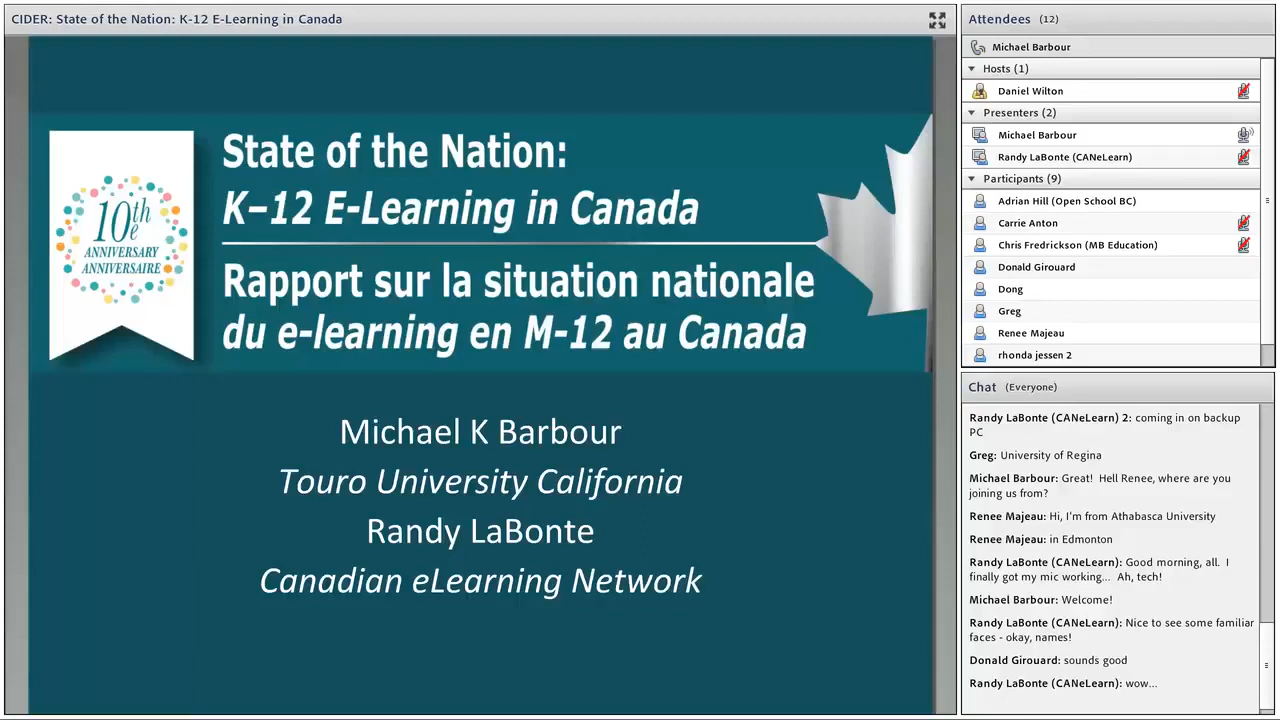 CIDER: State of the Nation: K-12 E-Learning in Canada
10th
e
ANNIVERSARY
ANNIVERSAIRE
State of the Nation:
K–12 E-Learning in Canada
Rapport sur la situation nationale
du e-learning en M-12 au Canada
Michael K Barbour
Touro University California
Randy LaBonte
Canadian eLearning Network
Attendees (12)
Michael Barbour
Hosts (1)
Daniel Wilton
Presenters (2)
Michael Barbour
Randy LaBonte (CANeLearn)
Participants (9)
Adrian Hill (Open School BC)
Carrie Anton
Chris Fredrickson (MB Education)
Donald Girouard
Dong
Greg
Renee Majeau
rhonda jessen 2
Chat (Everyone)
Randy LaBonte (CANeLearn) 2: coming in on backup
PC
Greg: University of Regina
Michael Barbour: Great! Hell Renee, where are you
joining us from?
Renee Majeau: Hi, I'm from Athabasca University
Renee Majeau: in Edmonton
Randy LaBonte (CANeLearn): Good morning, all. I
finally got my mic working... Ah, tech!
Michael Barbour: Welcome!
Randy LaBonte (CANeLearn): Nice to see some familiar
faces - okay, names!
Donald Girouard: sounds good
Randy LaBonte (CANeLearn): wow...